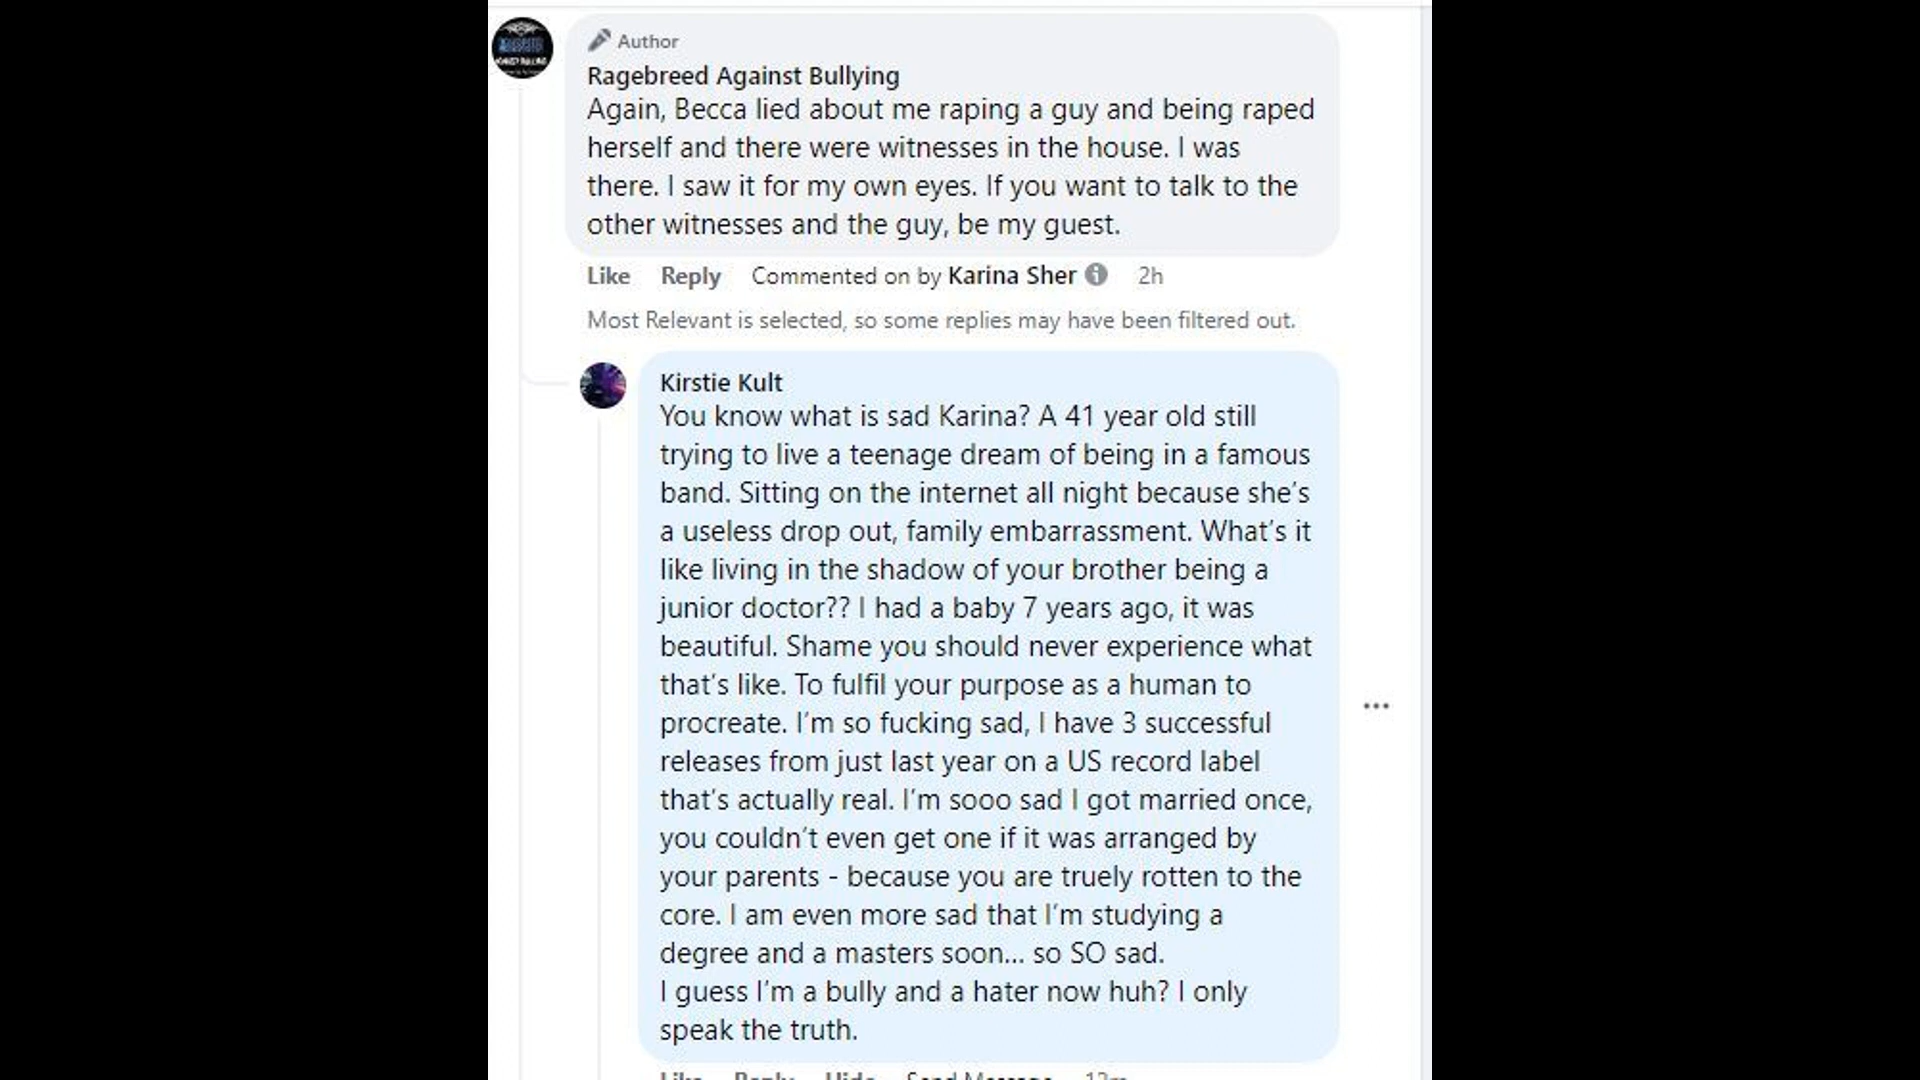 Author
Ragebreed Against Bullying
Again, Becca lied about me raping a guy and being raped
herself and there were witnesses in the house. I was
there. I saw it for my own eyes. If you want to talk to the
other witnesses and the guy, be my guest.
Like Reply Commented on by Karina Sher 2h
Most Relevant is selected, so some replies may have been filtered out.
Kirstie Kult
You know what is sad Karina? A 41 year old still
trying to live a teenage dream of being in a famous
band. Sitting on the internet all night because she's
a useless drop out, family embarrassment. What's it
like living in the shadow of your brother being a
junior doctor?? I had a baby 7 years ago, it was
beautiful. Shame you should never experience what
that's like. To fulfil your purpose as a human to
procreate. I'm so fucking sad, I have 3 successful
releases from just last year on a US record label
that's actually real. I'm sooo sad I got married once,
you couldn't even get one if it was arranged by
your parents - because you are truely rotten to the
core. I am even more sad that I'm studying a
degree and a masters soon... so SO sad.
I guess I'm a bully and a hater now huh? I only
speak the truth.
Like Reply Hide Send Message